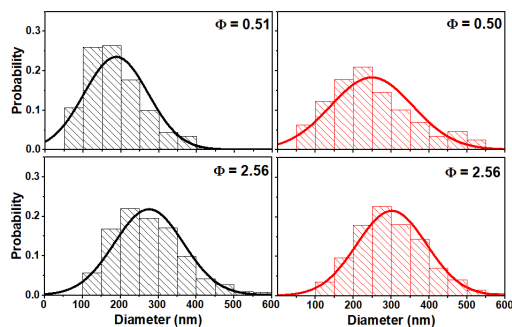 Φ = 0.51
Φ = 0.50
Probability
0.3
0.2
0.1
0.0
Φ = 2.56
Φ = 2.56
Probability
0.3
0.2
0.1
0.0
0 100 200 300 400 500 600
0 100 200 300 400 500 600
Diameter (nm)
Diameter (nm)